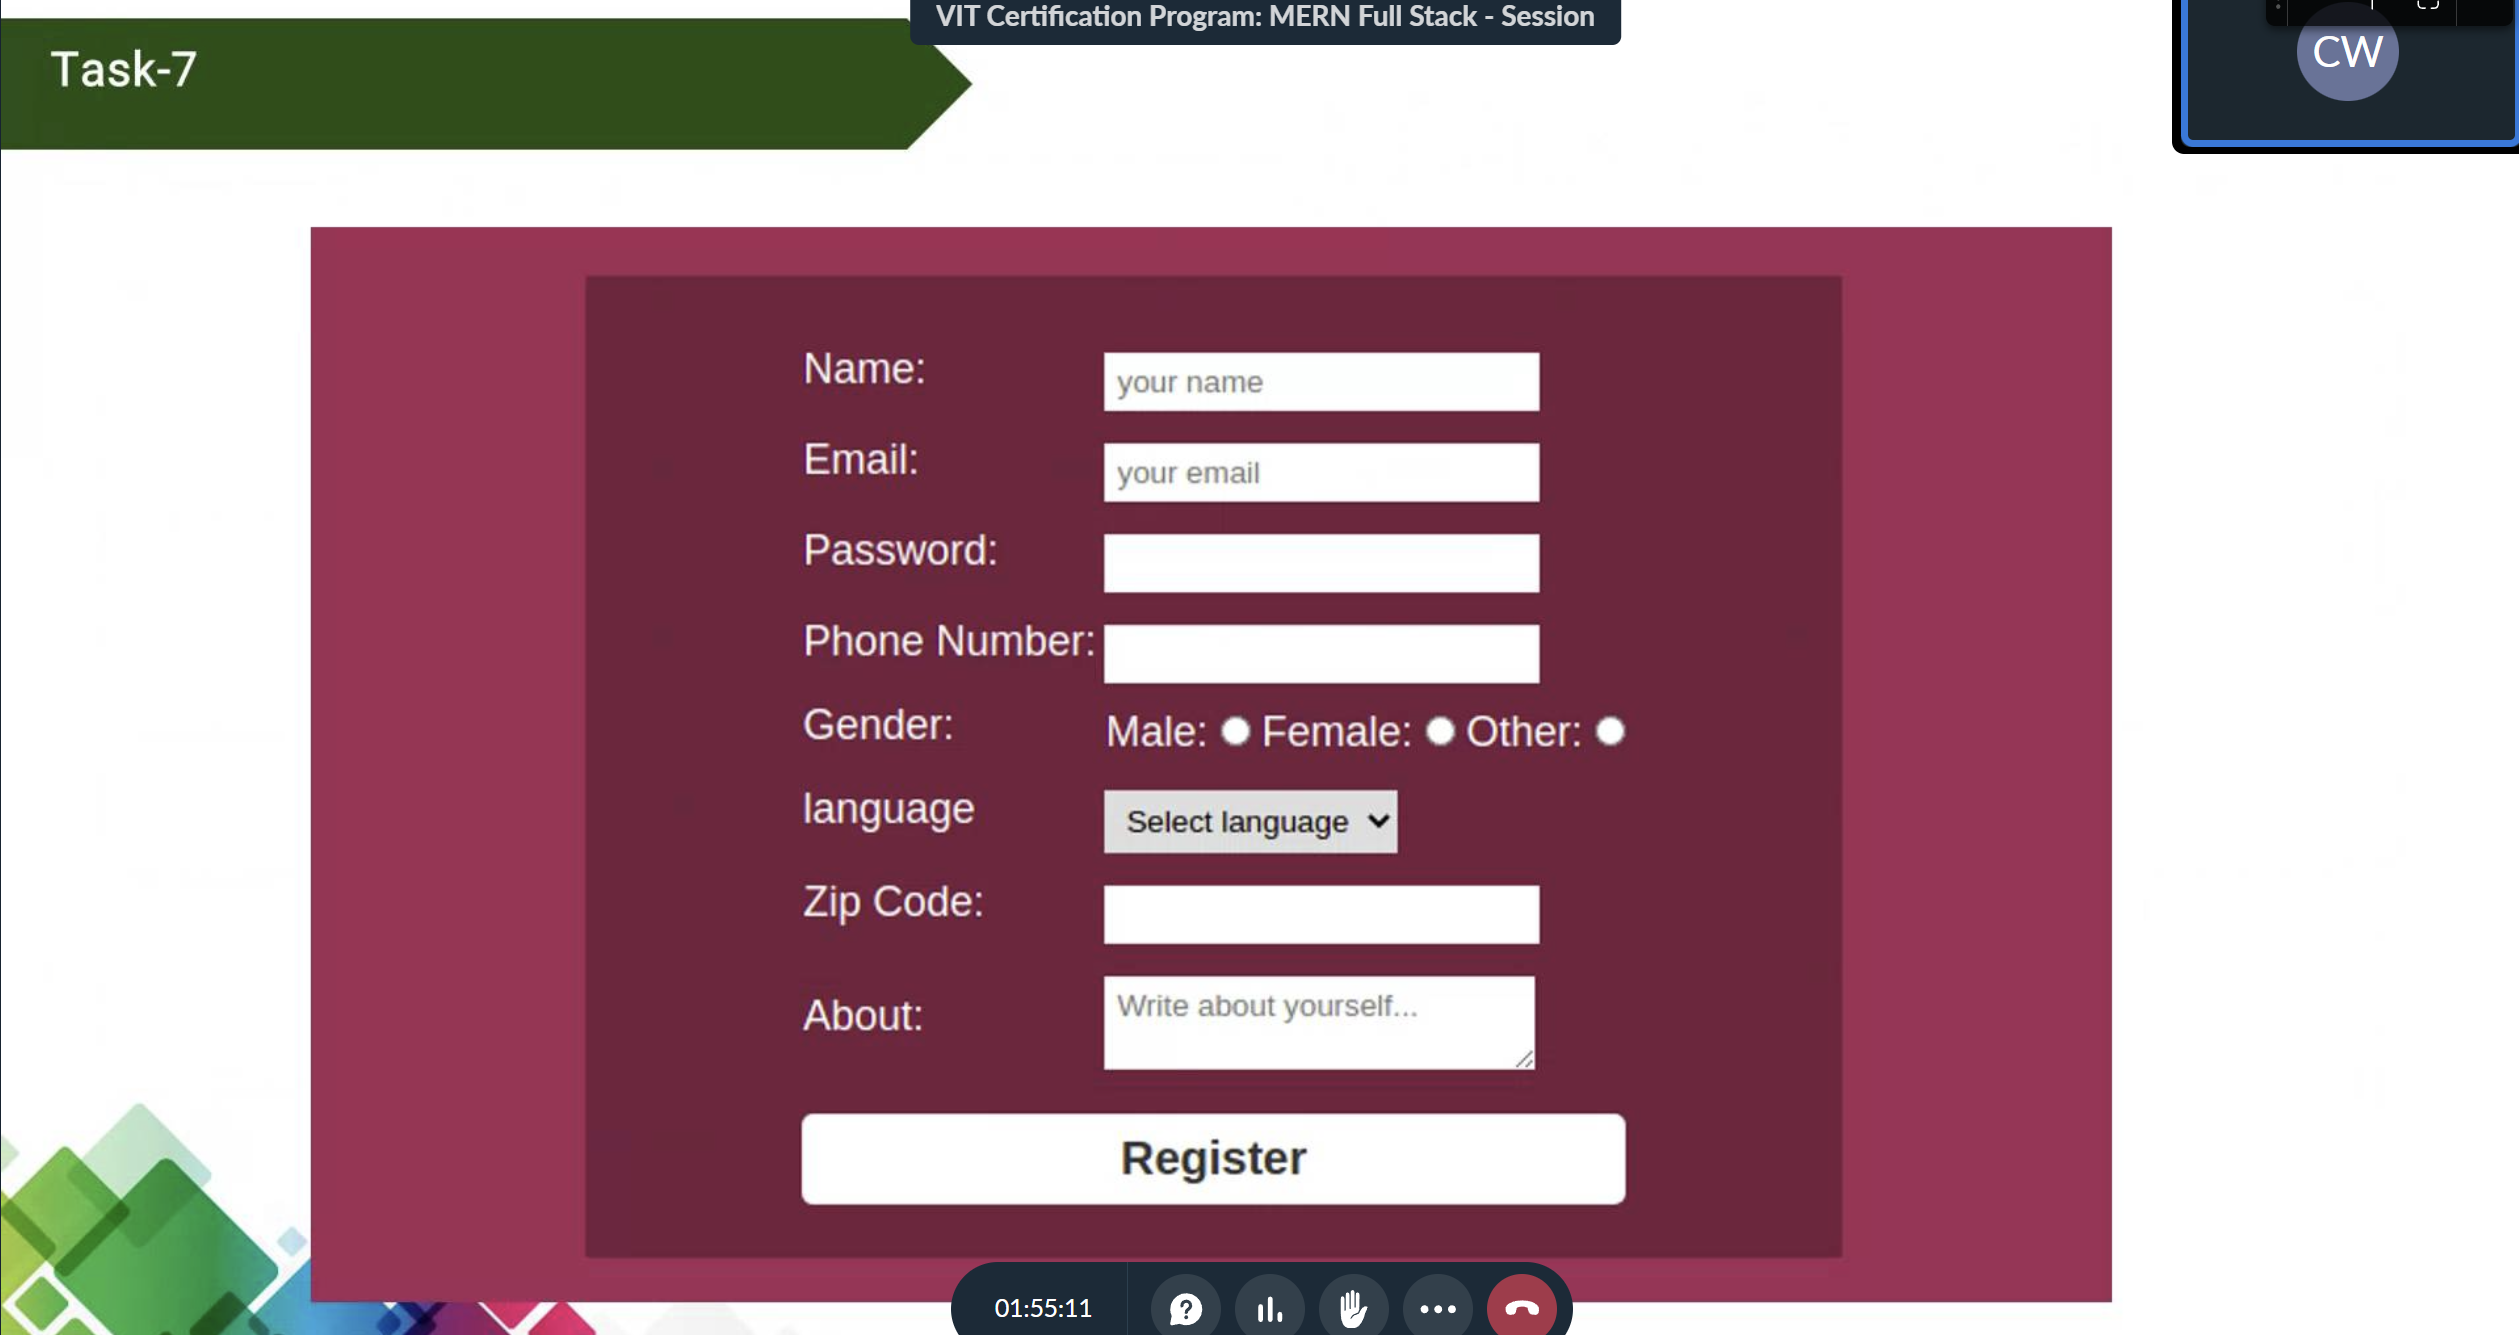 VIT Certification Program: MERN Full Stack - Session
CW
Task-7
Name: your name
Email: your email
Password:
Phone Number:
Gender: Male: Female: Other:
language Select language
Zip Code:
About: Write about yourself...
Register
01:55:11